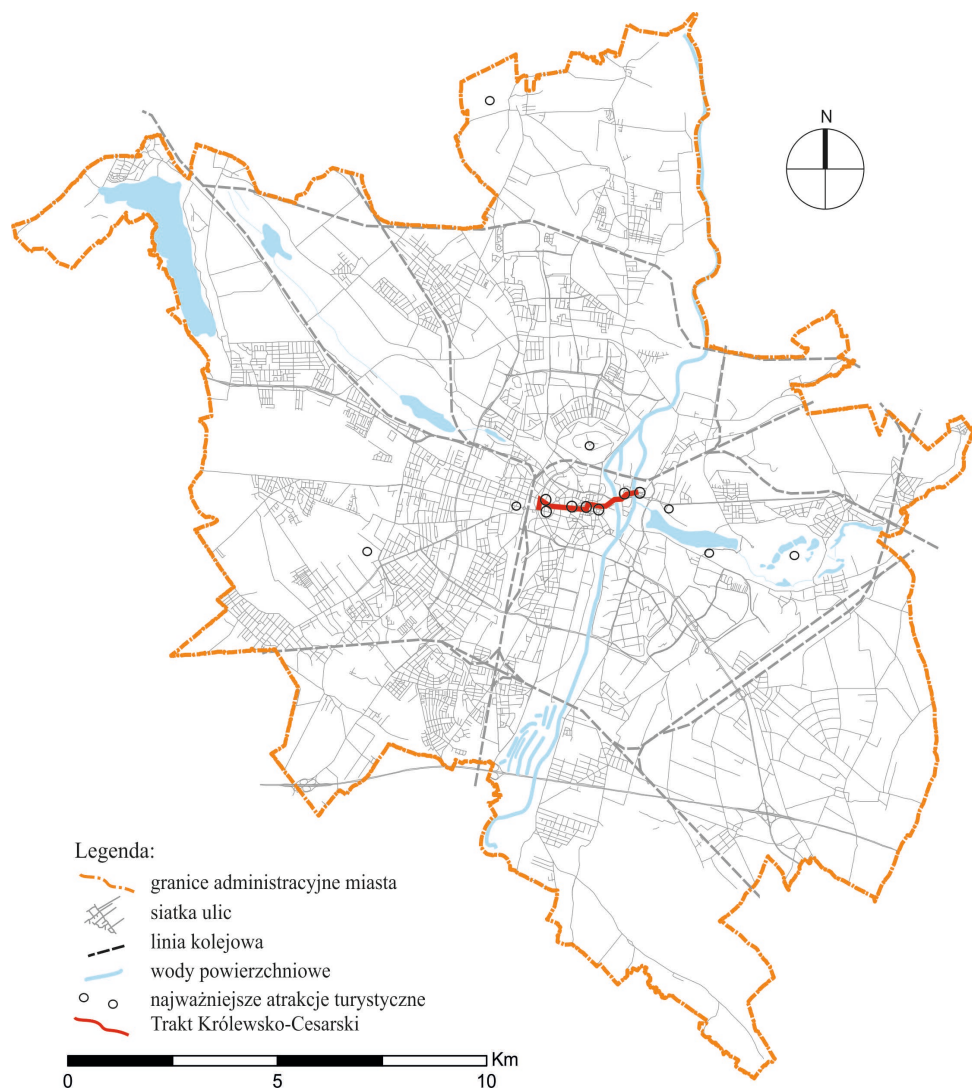 N
Legenda:
granice administracyjne miasta
siatka ulic
linia kolejowa
wody powierzchniowe
najważniejsze atrakcje turystyczne
Trakt Królewsko-Cesarski
Km
0 5 10